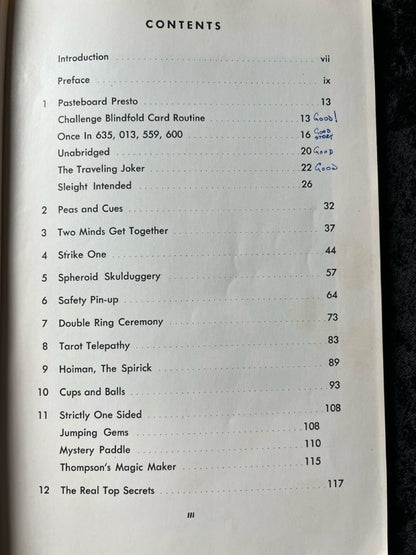 CONTENTS
Introduction vii
Preface ix
1 Pasteboard Presto 13
Challenge Blindfold Card Routine 13 GOOD!
Once In 635, 013, 559, 600 16 GOOD STORY
Unabridged 20 GOOD
The Traveling Joker 22 GOOD
Sleight Intended 26
2 Peas and Cues 32
3 Two Minds Get Together 37
4 Strike One 44
5 Spheroid Skulduggery 57
6 Safety Pin-up 64
7 Double Ring Ceremony 73
8 Tarot Telepathy 83
9 Hoiman, The Spirick 89
10 Cups and Balls 93
11 Strictly One Sided 108
Jumping Gems 108
Mystery Paddle 110
Thompson's Magic Maker 115
12 The Real Top Secrets 117
III